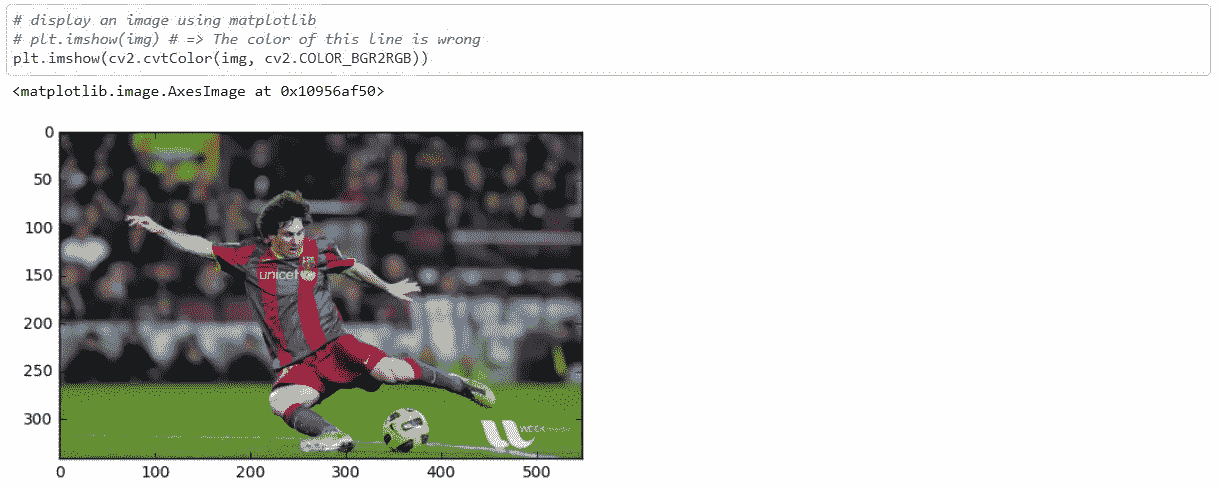 # display an image using matplotlib
# plt.imshow(img) # => The color of this line is wrong
plt.imshow(cv2.cvtColor(img, cv2.COLOR_BGR2RGB))
<matplotlib.image.AxesImage at 0x10956af50>
0
50
100
150
unicef
200
250
300
0 100 200 300 400 500